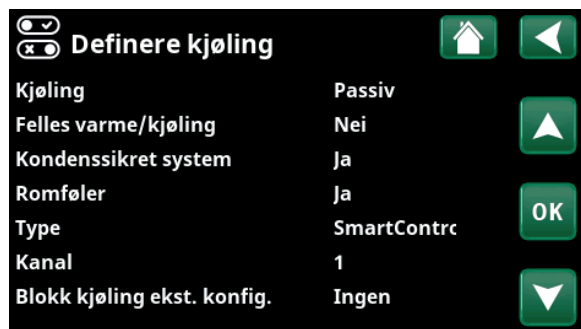 Definere kjøling
Kjøling Passiv
Felles varme/kjøling Nei
Kondenssikret system Ja
Romføler Ja
OK
Type SmartContrc
Kanal 1
Blokk kjøling ekst. konfig. Ingen